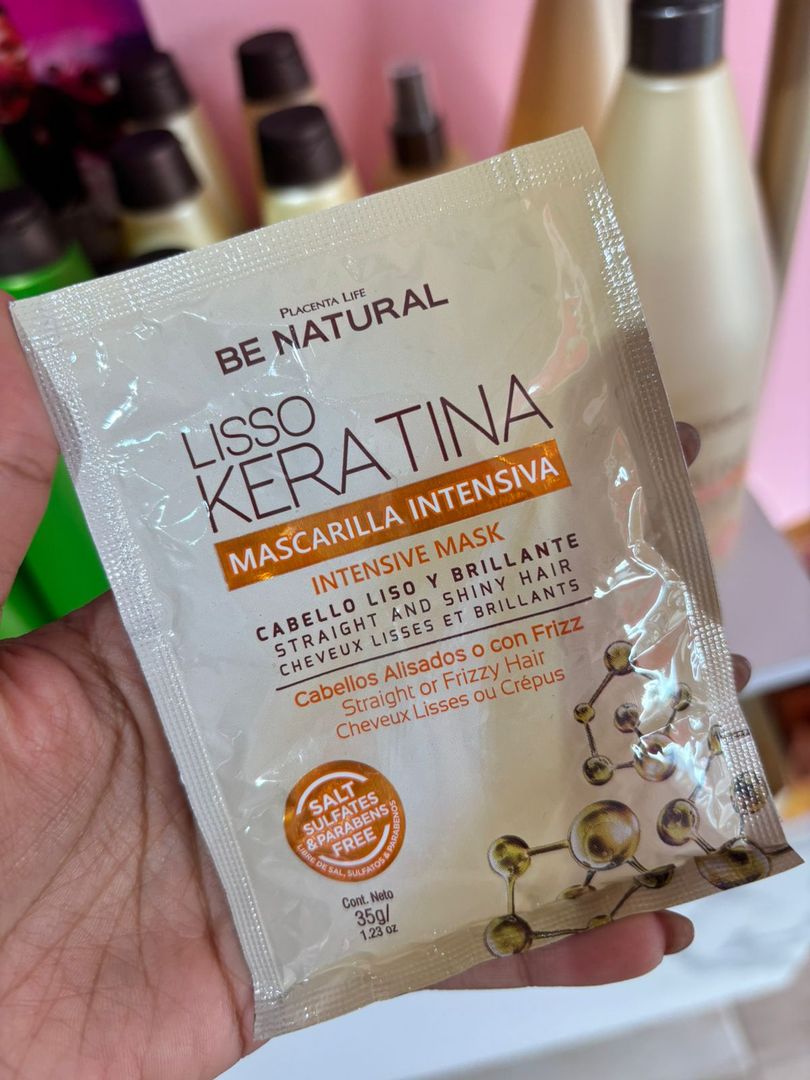 PLACENTA LIFE
BE NATURAL
LISSO
KERATINA
MASCARILLA INTENSIVA
INTENSIVE MASK
CABELLO LISO Y BRILLANTE
STRAIGHT AND SHINY HAIR
CHEVEUX LISSES ET BRILLANTS
Cabellos Alisados o con Frizz
Straight or Frizzy Hair
Cheveux Lisses ou Crépus
SALT
SULFATES
& PARABENS
FREE
LIBRE DE SAL, SULFATOS & PARABENOS
Cont. Neto
35g/
1.23 oz